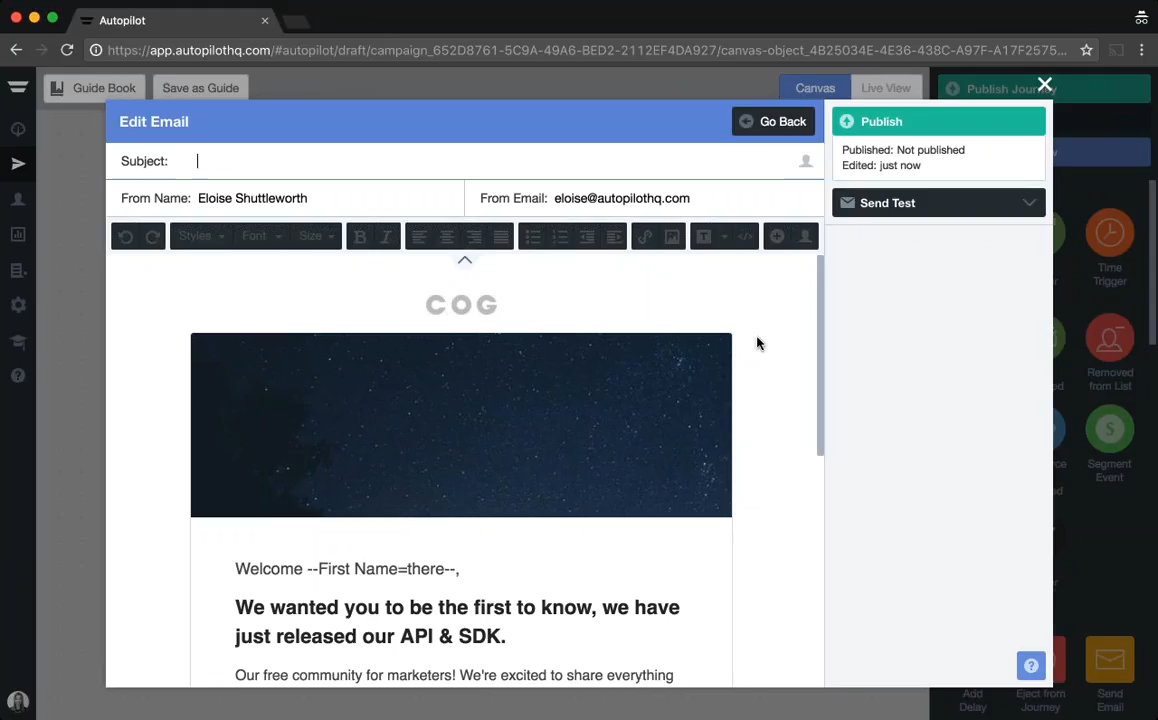 Autopilot
https://app.autopilothq.com/#autopilot/draft/campaign_652D8761-5C9A-49A6-BED2-2112EF4DA927/canvas-object_4B25034E-4E36-438C-A97F-A17F2575...
Guide Book
Save as Guide
Canvas
Live View
Publish Journey
Edit Email
Go Back
Publish
Subject:
Published: Not published
Edited: just now
From Name: Eloise Shuttleworth
From Email: eloise@autopilothq.com
Send Test
Styles
Font
Size
B
I
T
</>
Time
Trigger
COG
Removed
from List
Segment
Event
Welcome --First Name=there--,
We wanted you to be the first to know, we have
just released our API & SDK.
Our free community for marketers! We're excited to share everything
Add
Delay
Eject from
Journey
Send
Email